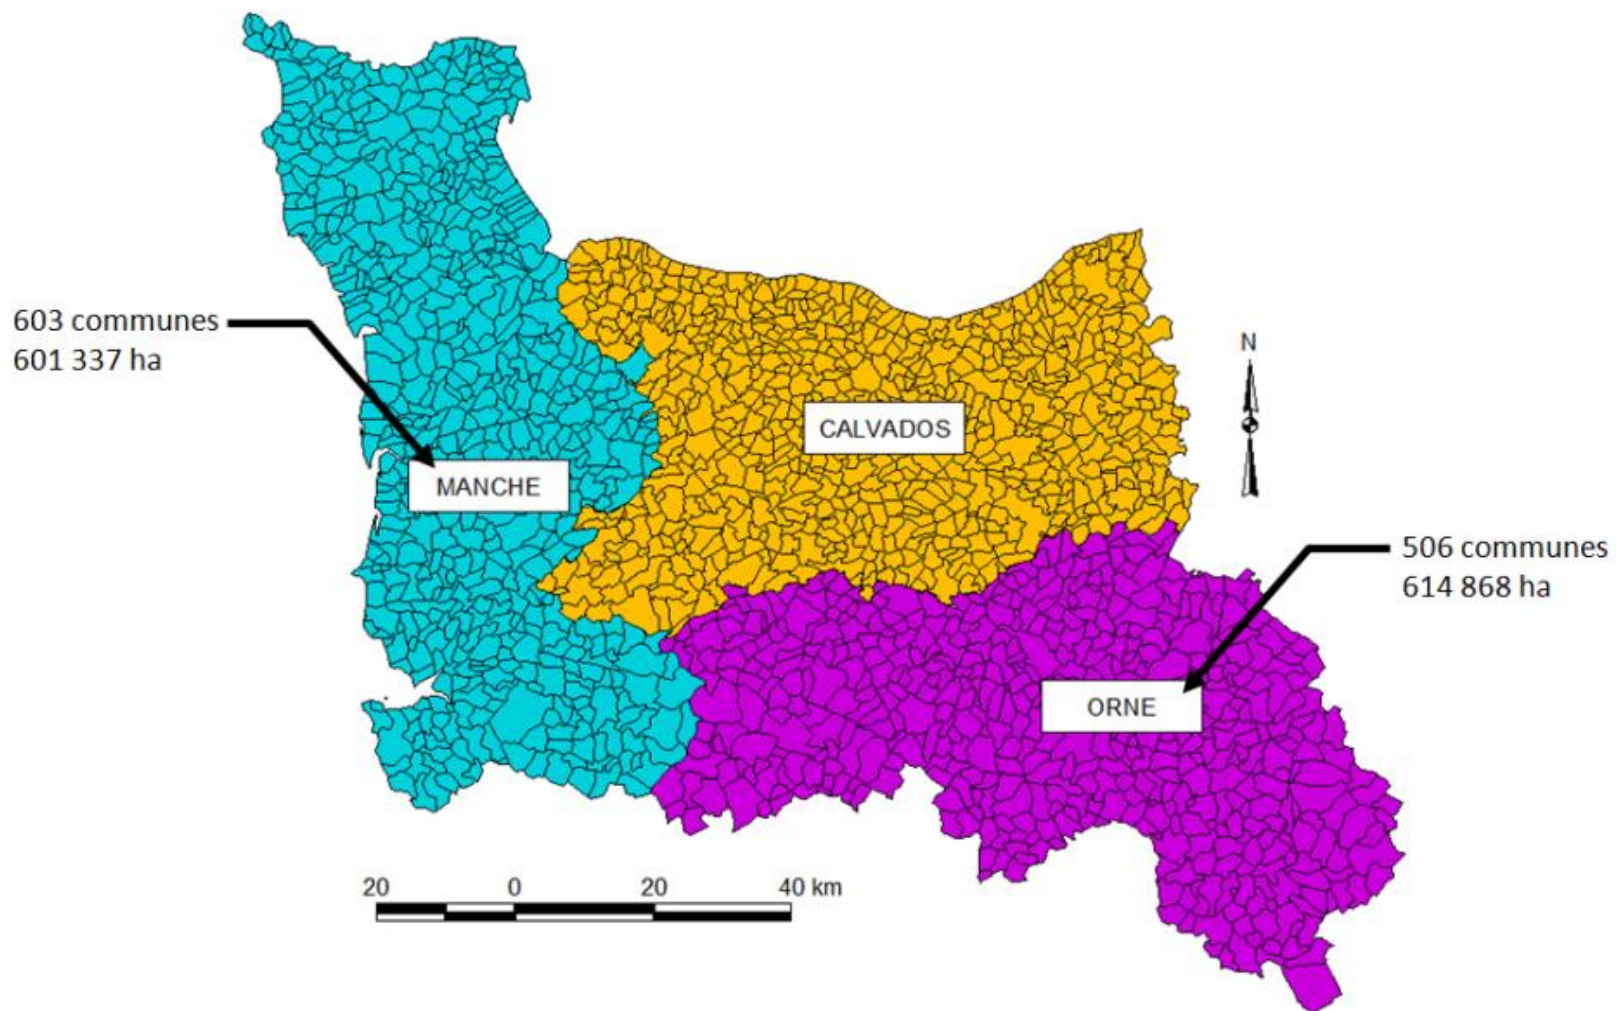 N
603 communes
601 337 ha
CALVADOS
MANCHE
506 communes
614 868 ha
ORNE
20 0 20 40 km